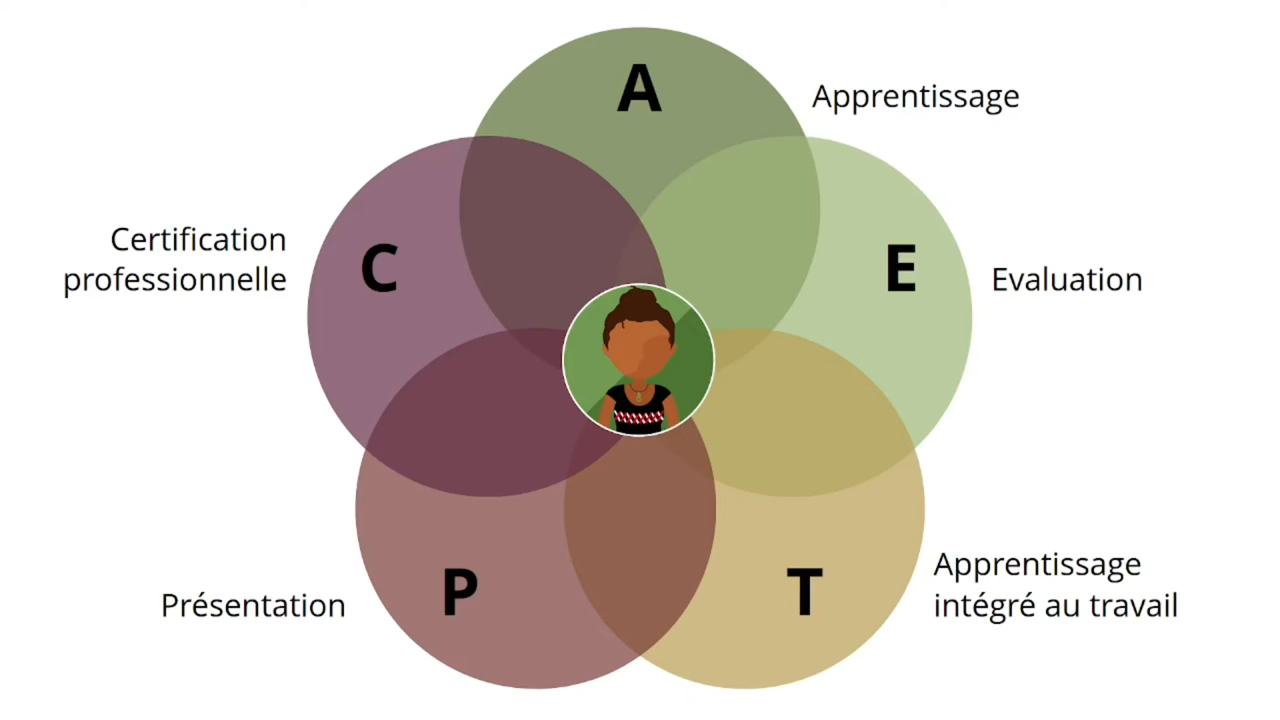 A
Apprentissage
Certification
professionnelle
C
E
Evaluation
Présentation
P
T
Apprentissage
intégré au travail